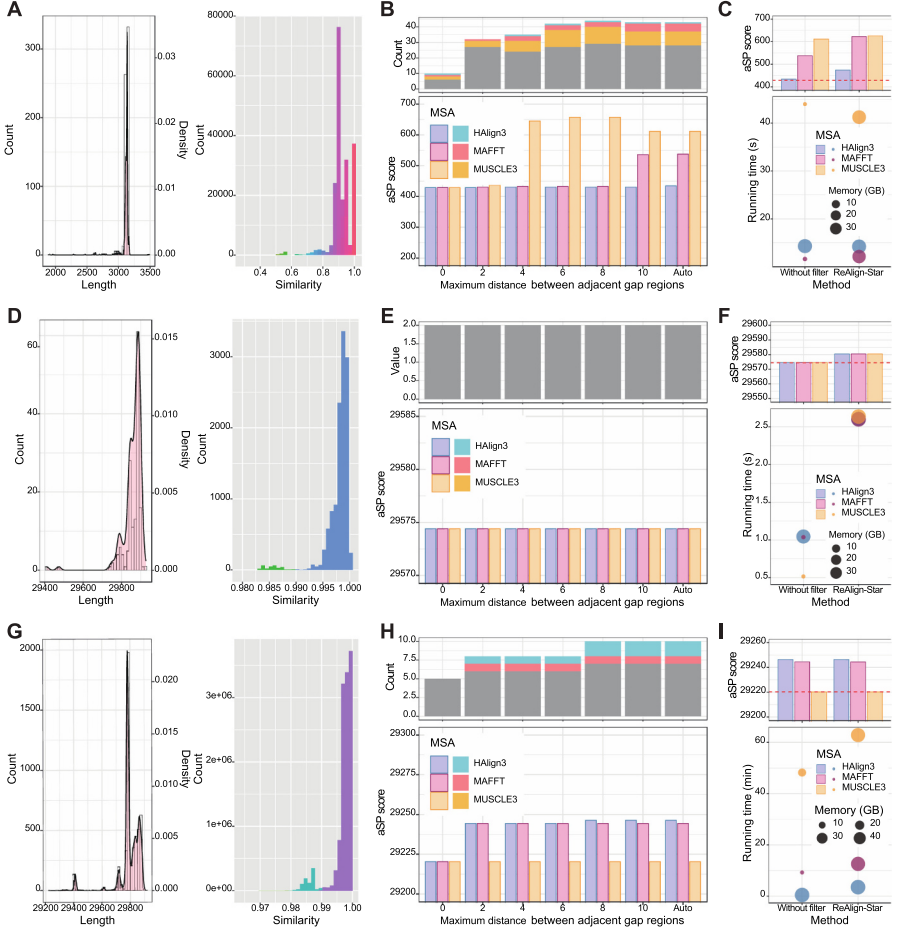 A
B
C
300
200
100
0
Count
0.03
0.02
0.01
0.00
Density
2000
2500
3000
3500
Length
80000
60000
40000
20000
0
Count
0.4
0.6
0.8
1.0
Similarity
50
40
30
20
10
0
Count
700
600
500
400
300
200
aSP score
MSA
HAlign3
MAFFT
MUSCLE3
0
2
4
6
8
10
Auto
Maximum distance between adjacent gap regions
700
600
500
400
aSP score
40
30
20
Running time (s)
MSA
HAlign3
MAFFT
MUSCLE3
Memory (GB)
10
20
30
Without filter
ReAlign-Star
Method
D
E
F
60
40
20
0
Count
0.015
0.010
0.005
0.000
Density
29400
29600
29800
Length
3000
2000
1000
0
Count
0.980
0.985
0.990
0.995
1.000
Similarity
2.0
1.5
1.0
0.5
0.0
Value
29585
29580
29575
29570
aSP score
MSA
HAlign3
MAFFT
MUSCLE3
0
2
4
6
8
10
Auto
Maximum distance between adjacent gap regions
29600
29590
29580
29570
29560
29550
aSP score
2.5
2.0
1.5
1.0
0.5
Running time (s)
MSA
HAlign3
MAFFT
MUSCLE3
Memory (GB)
10
20
30
Without filter
ReAlign-Star
Method
G
H
I
2000
1500
1000
500
0
Count
0.020
0.015
0.010
0.005
0.000
Density
29200
29400
29600
29800
Length
3e+06
2e+06
1e+06
0e+00
Count
0.97
0.98
0.99
1.00
Similarity
10.0
7.5
5.0
2.5
0.0
Count
29300
29275
29250
29225
29200
aSP score
MSA
HAlign3
MAFFT
MUSCLE3
0
2
4
6
8
10
Auto
Maximum distance between adjacent gap regions
29260
29240
29220
29200
aSP score
60
40
20
0
Running time (min)
MSA
HAlign3
MAFFT
MUSCLE3
Memory (GB)
10
20
30
40
Without filter
ReAlign-Star
Method